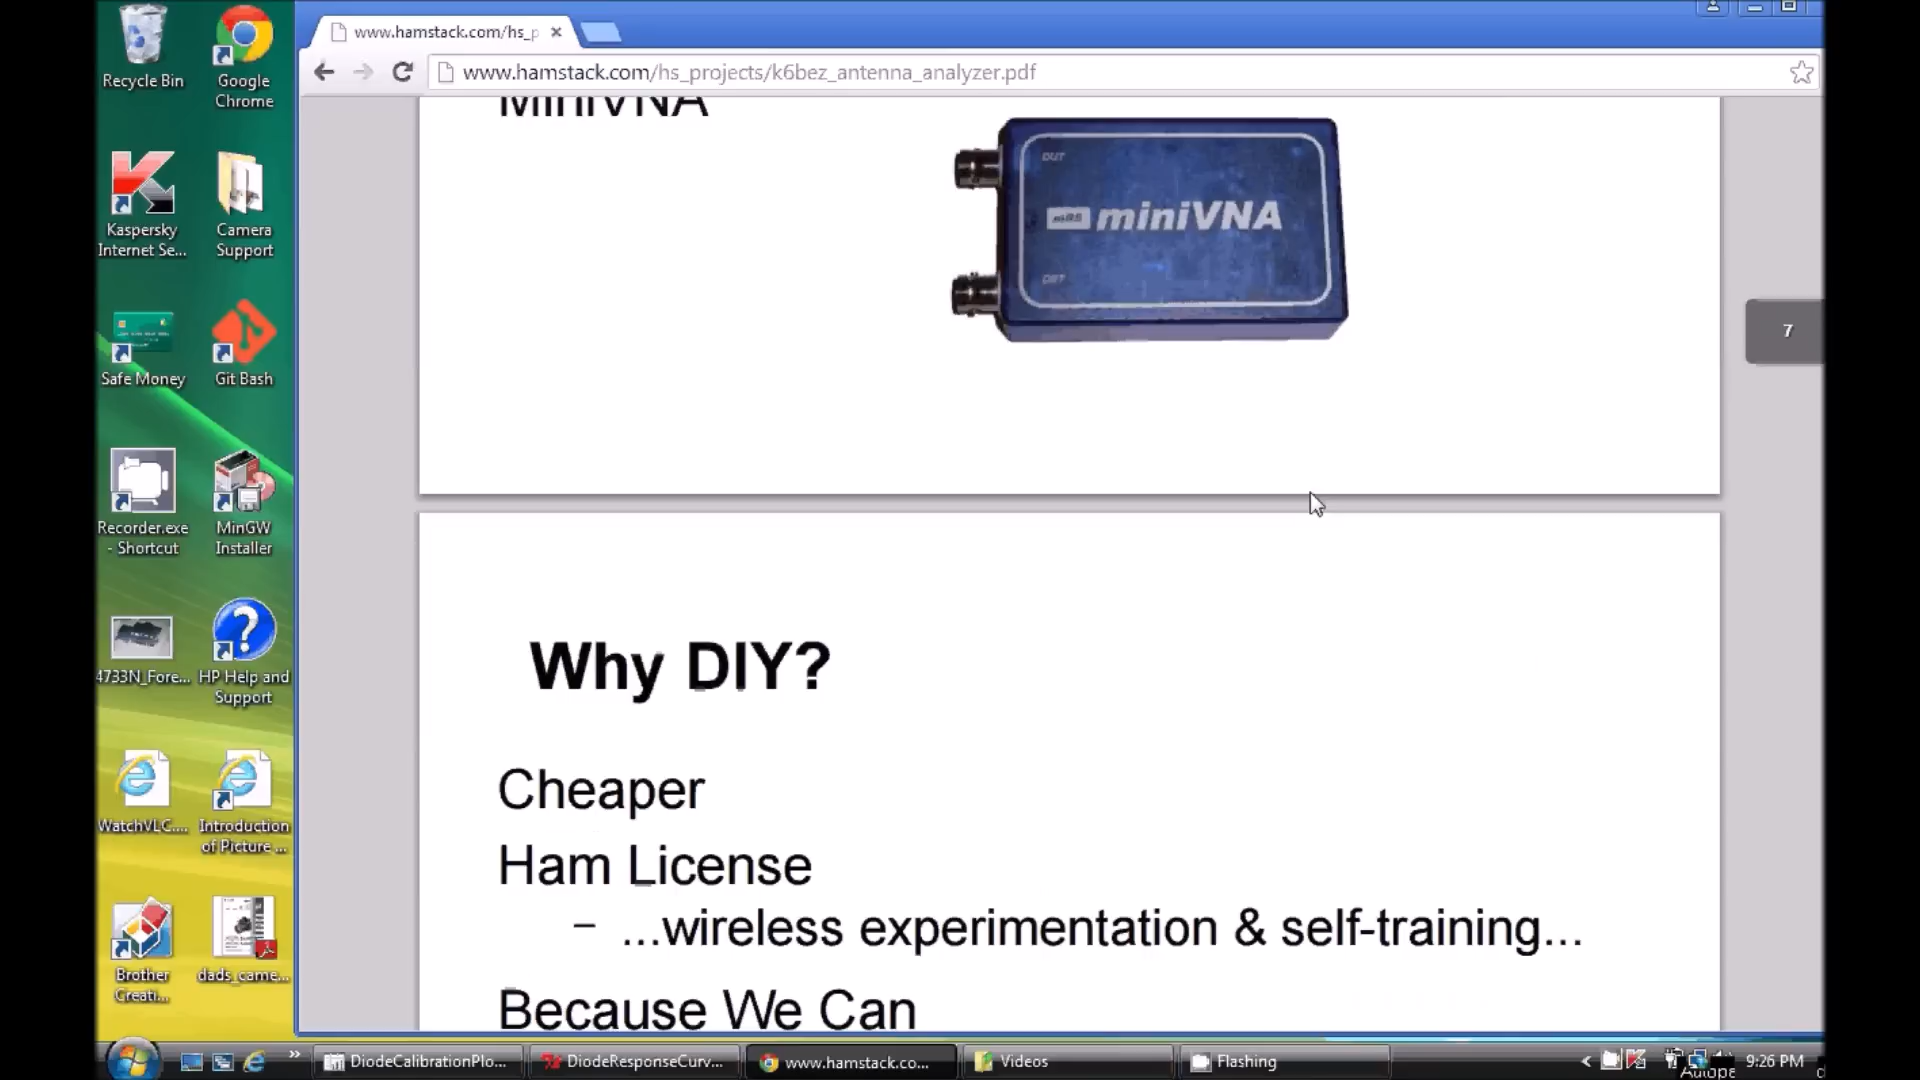 Recycle Bin
Google
Chrome
Kaspersky
Internet Se...
Camera
Support
Safe Money
Git Bash
Recorder.exe
- Shortcut
MinGW
Installer
4733N_Fore...
HP Help and
Support
WatchVLC....
Introduction
of Picture ...
Brother
Creati...
dads_came...
www.hamstack.com/hs_p
www.hamstack.com/hs_projects/k6bez_antenna_analyzer.pdf
MiniVNA
DUT
miniVNA
DET
7
Why DIY?
Cheaper
Ham License
– ...wireless experimentation & self-training...
Because We Can
DiodeCalibrationPlo...
DiodeResponseCurv...
www.hamstack.co...
Videos
Flashing
9:26 PM